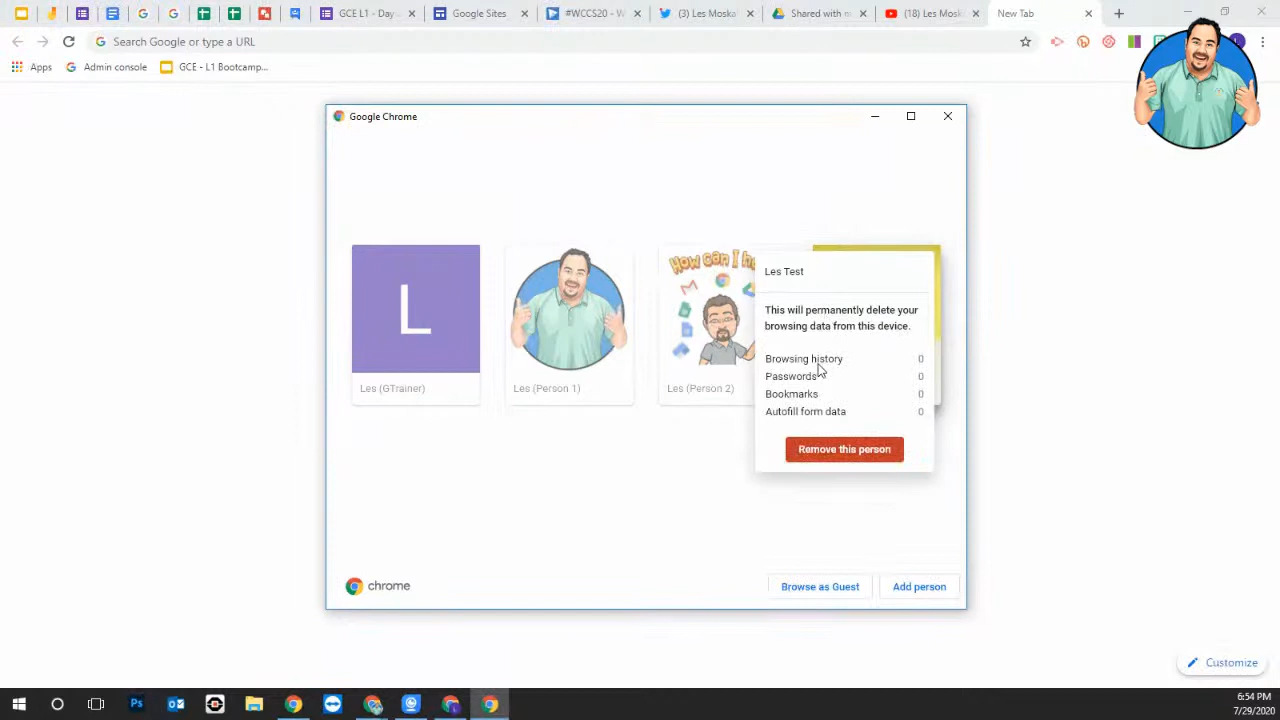 GCE L1 - Day
Google Sites
#WCCS20 - W
(3) Les Mosko
Shared with
(18) Les Mosk
New Tab
Search Google or type a URL
Apps
Admin console
GCE - L1 Bootcamp...
Google Chrome
How can I he
L
Les (GTrainer)
Les (Person 1)
Les (Person 2)
Les Test
This will permanently delete your
browsing data from this device.
Browsing history 0
Passwords 0
Bookmarks 0
Autofill form data 0
Remove this person
chrome
Browse as Guest
Add person
Customize
Ps
6:54 PM
7/29/2020